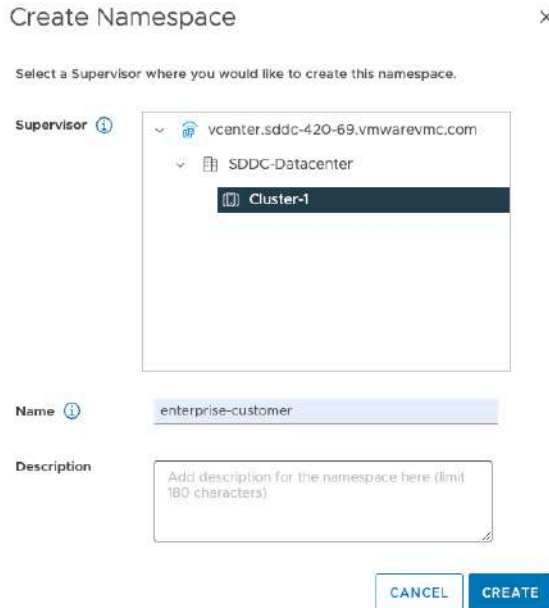 Create Namespace
Select a Supervisor where you would like to create this namespace.
Supervisor
vcenter.sddc-420-69.vmwarevmc.com
SDDC-Datacenter
Cluster-1
Name
enterprise-customer
Description
Add description for the namespace here (limit
180 characters)
CANCEL
CREATE